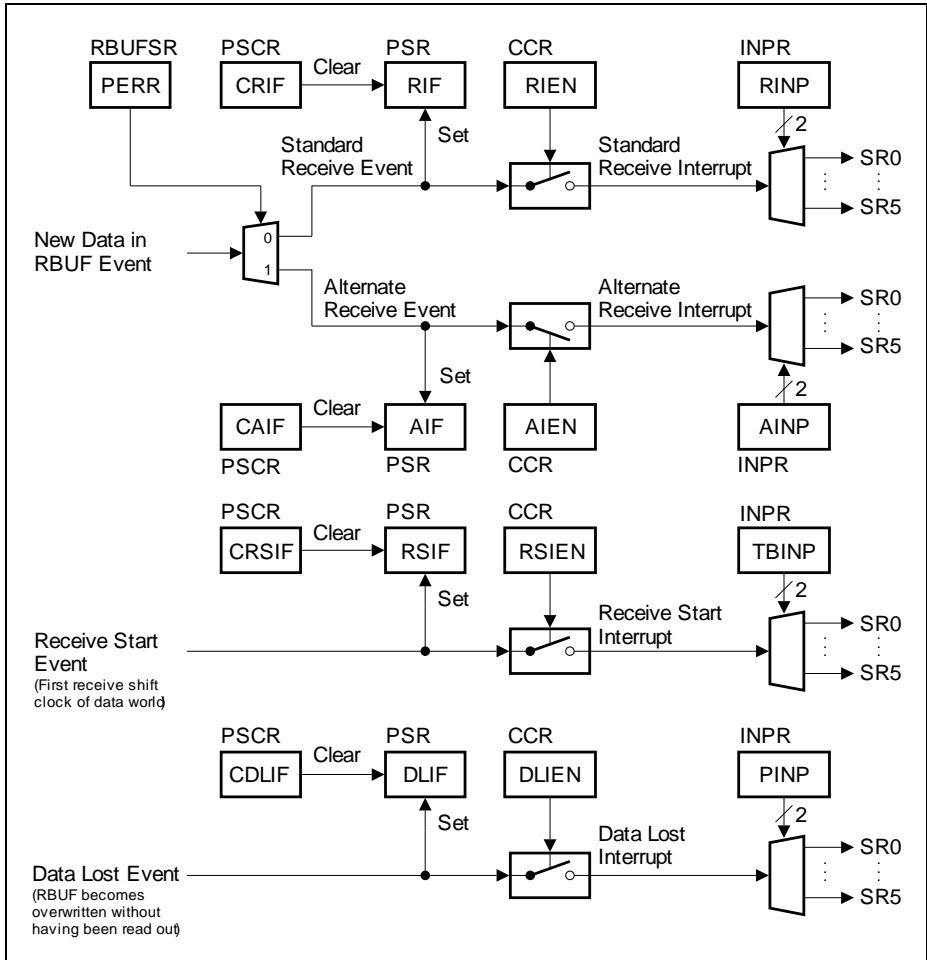 RBUFSR PSCR PSR CCR INPR
PERR CRIF Clear RIF RIEN RINP
Set
2
Standard
Receive Event
Standard
Receive Interrupt
SR0
SR5
New Data in
RBUF Event
0
1
Alternate
Receive Event
Alternate
Receive Interrupt
SR0
SR5
Set
2
CAIF Clear AIF AIEN AINP
PSCR PSR CCR INPR
PSCR PSR CCR INPR
CRSIF Clear RSIF RSIEN TBINP
Set
2
Receive Start
Interrupt
SR0
SR5
Receive Start
Event
(First receive shift
clock of data world)
PSCR PSR CCR INPR
CDLIF Clear DLIF DLIEN PINP
Set
2
Data Lost
Interrupt
SR0
SR5
Data Lost Event
(RBUF becomes
overwritten without
having been read out)